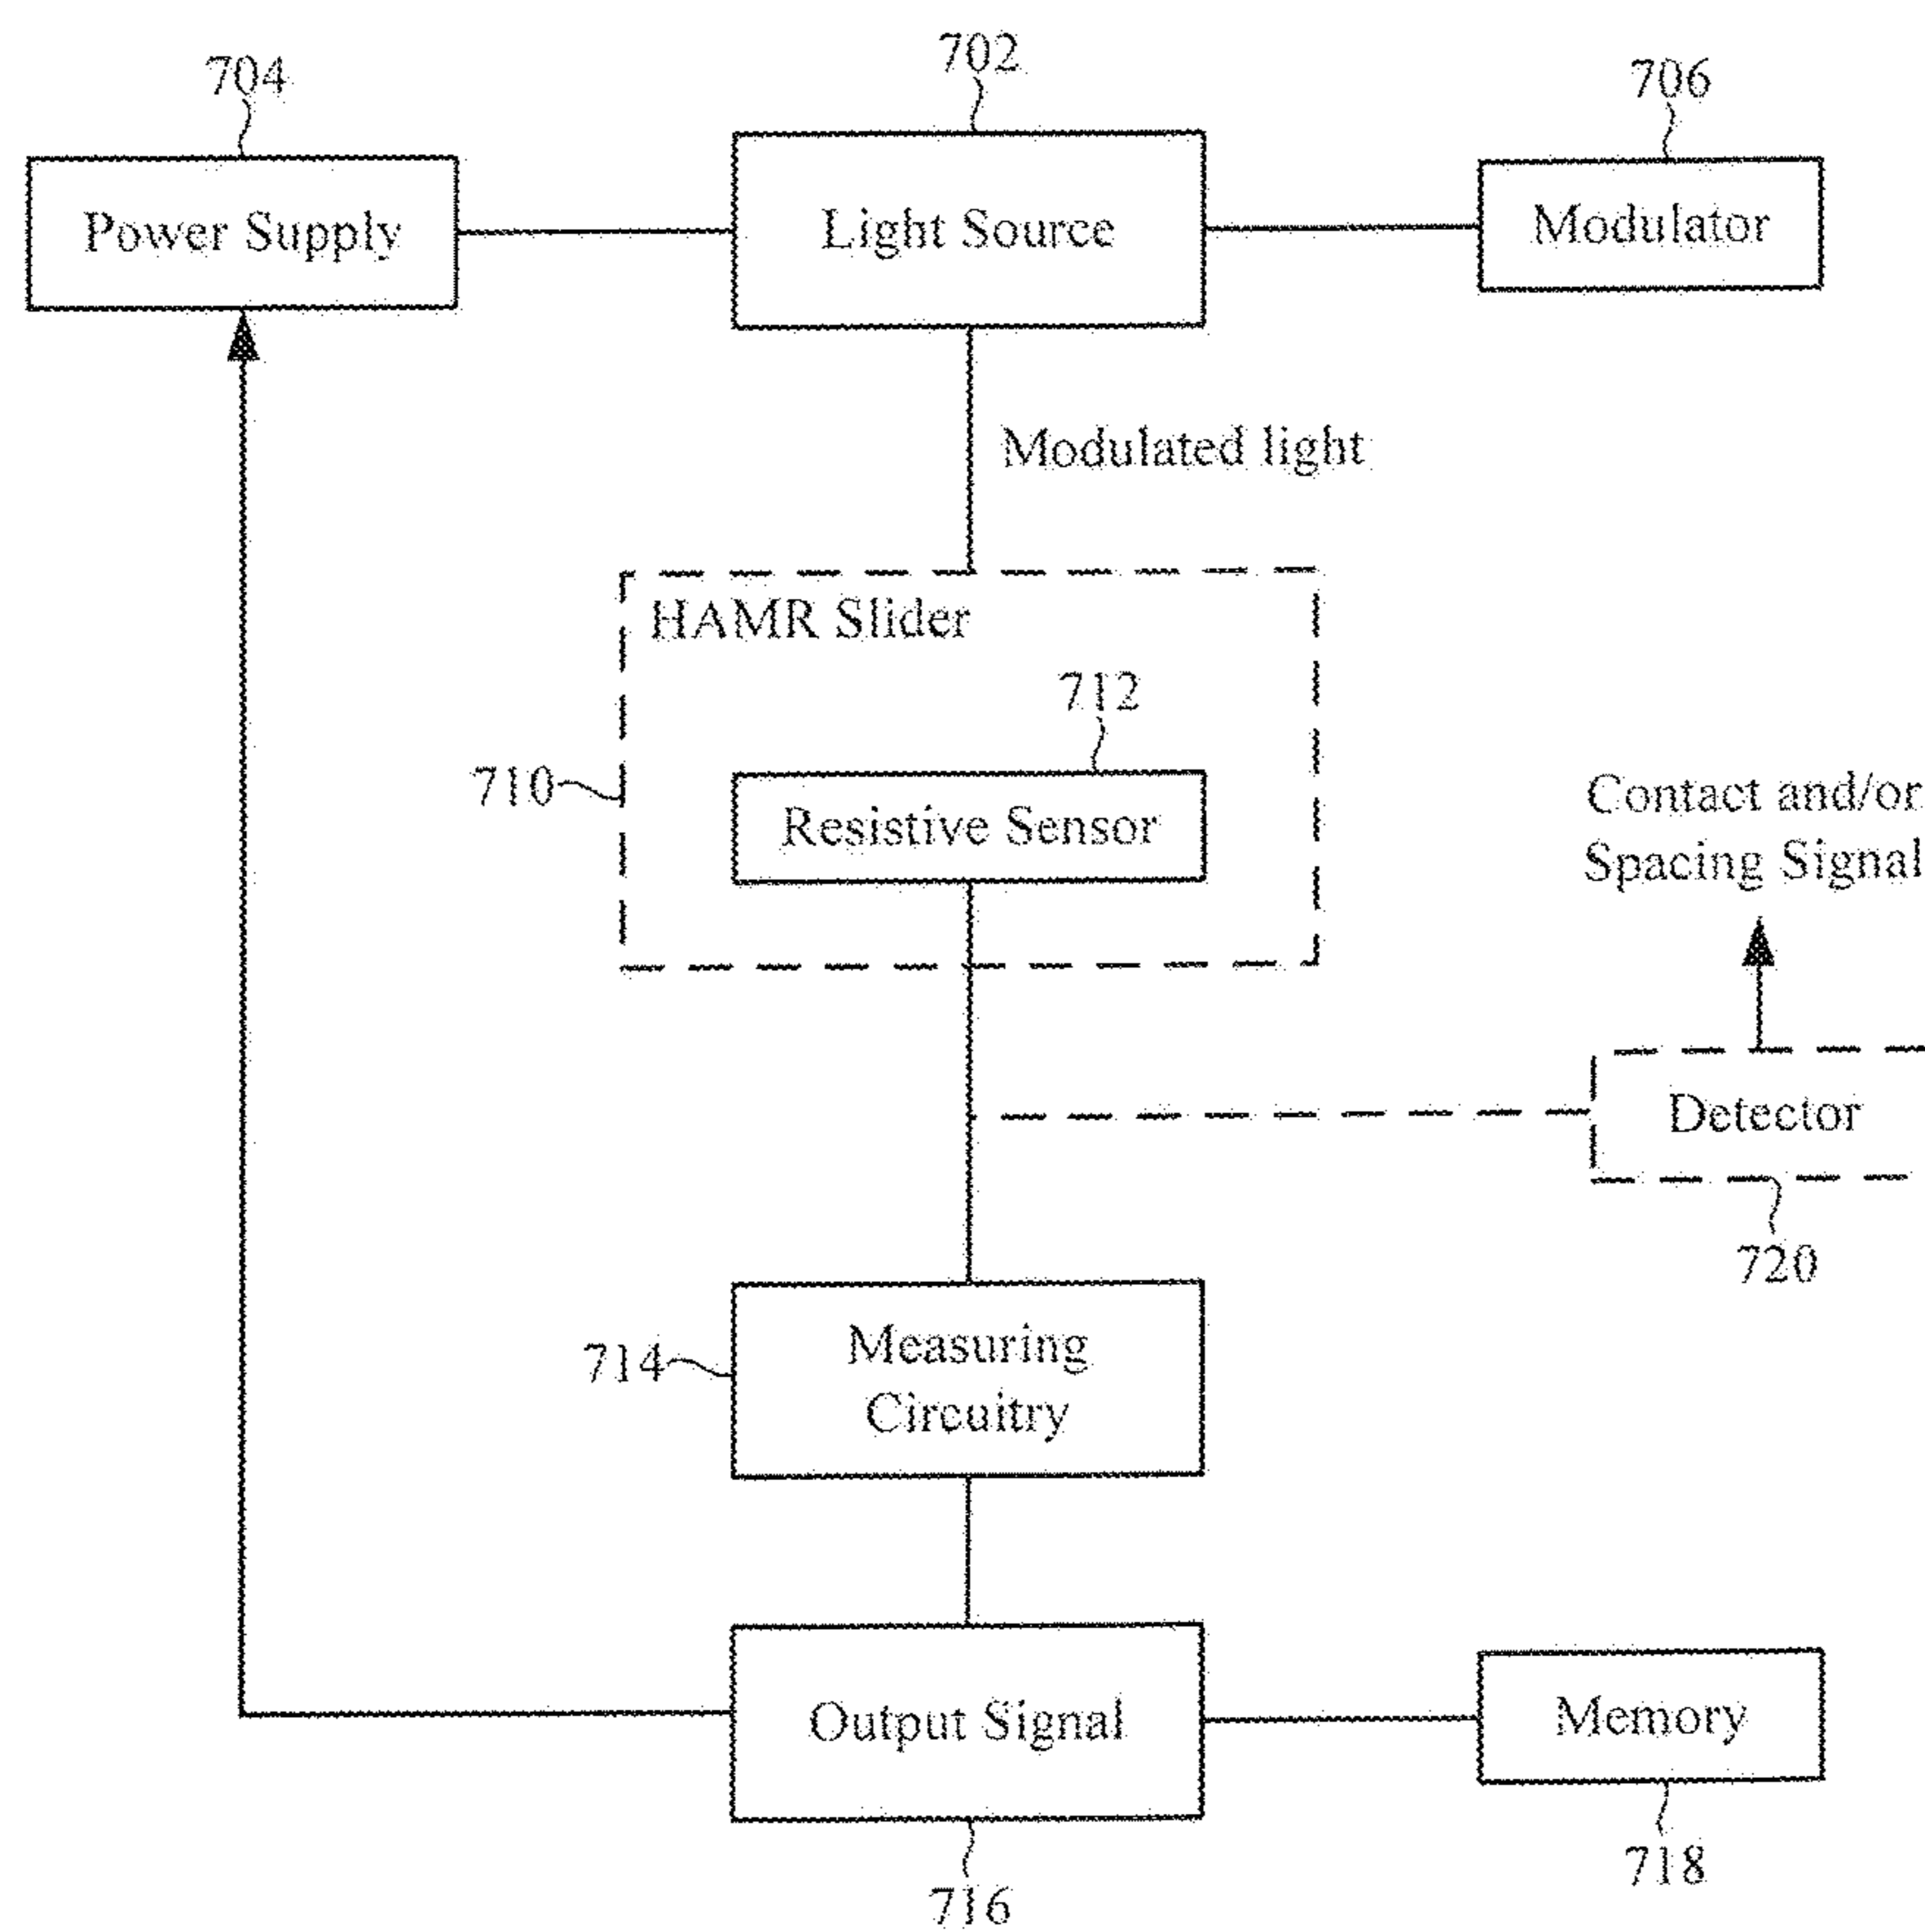 702
704
706
Power Supply
Light Source
Modulator
Modulated light
HAMR Slider
712
710
Resistive Sensor
Contact and/or
Spacing Signal
Detector
720
714
Measuring
Circuitry
Output Signal
Memory
718
716